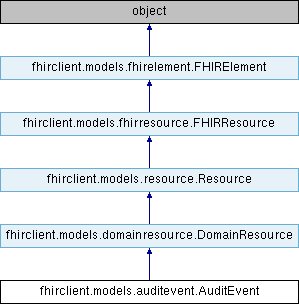 object
fhirclient.models.fhirelement.FHIRElement
fhirclient.models.fhirresource.FHIRResource
fhirclient.models.resource.Resource
fhirclient.models.domainresource.DomainResource
fhirclient.models.auditevent.AuditEvent